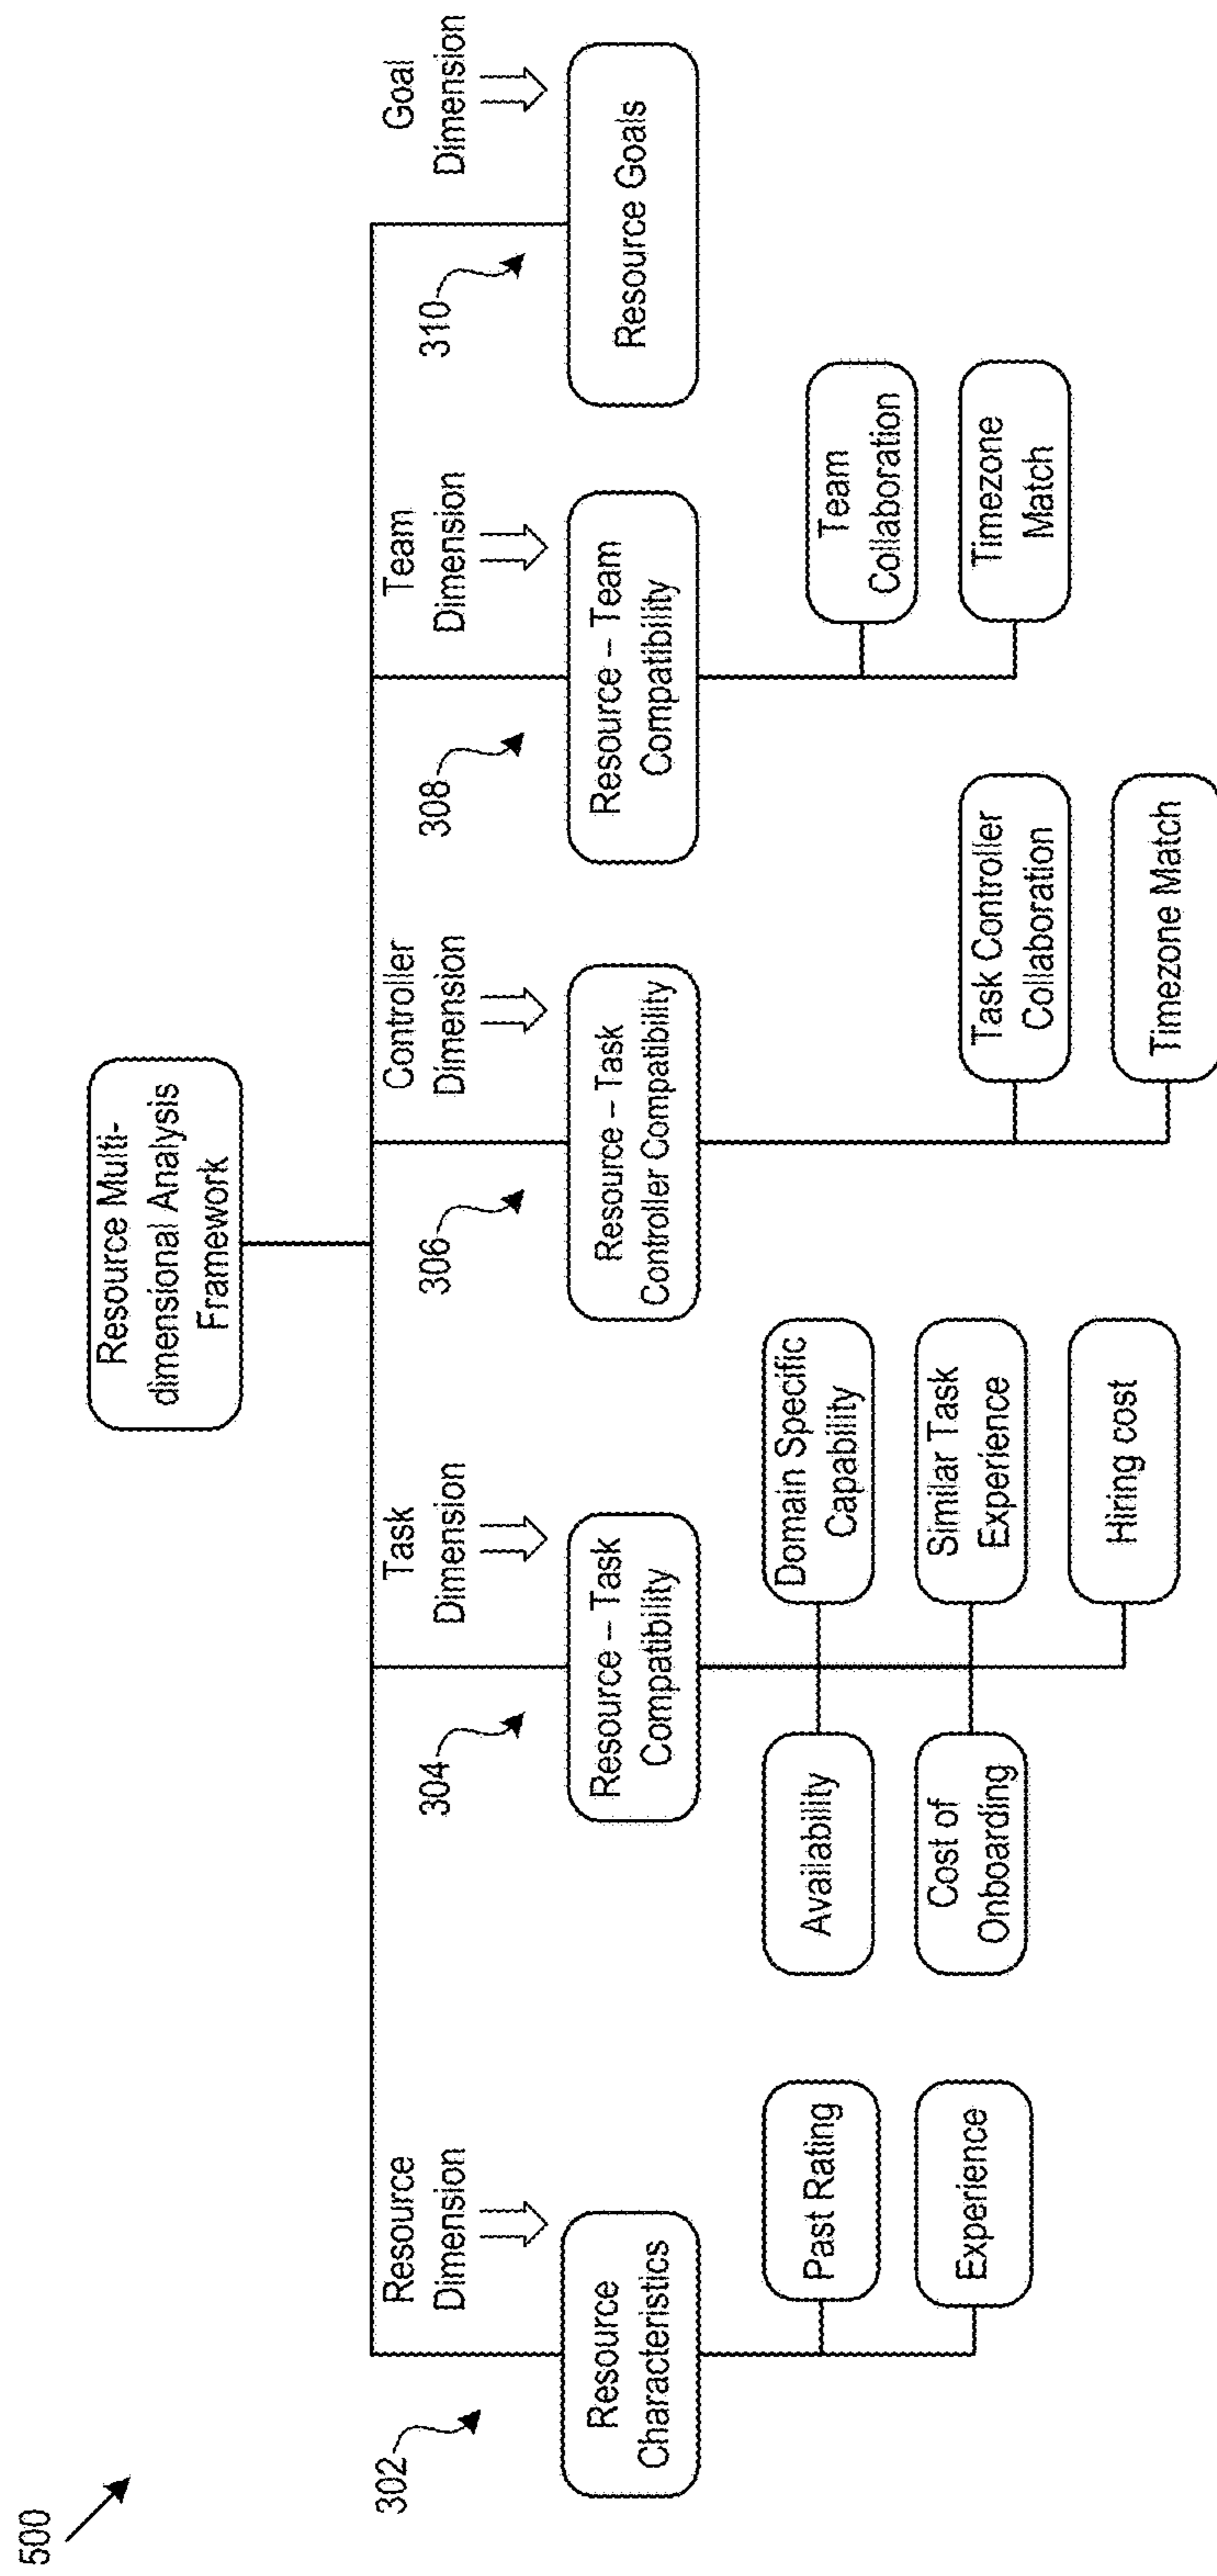 500
Resource Multi-
dimensional Analysis
Framework
Resource
Dimension
Task
Dimension
Controller
Dimension
Team
Dimension
Goal
Dimension
302
304
306
308
310
Resource
Characteristics
Resource – Task
Compatibility
Resource – Task
Controller Compatibility
Resource – Team
Compatibility
Resource Goals
Past Rating
Experience
Availability
Domain Specific
Capability
Cost of
Onboarding
Similar Task
Experience
Hiring cost
Task Controller
Collaboration
Timezone Match
Team
Collaboration
Timezone
Match